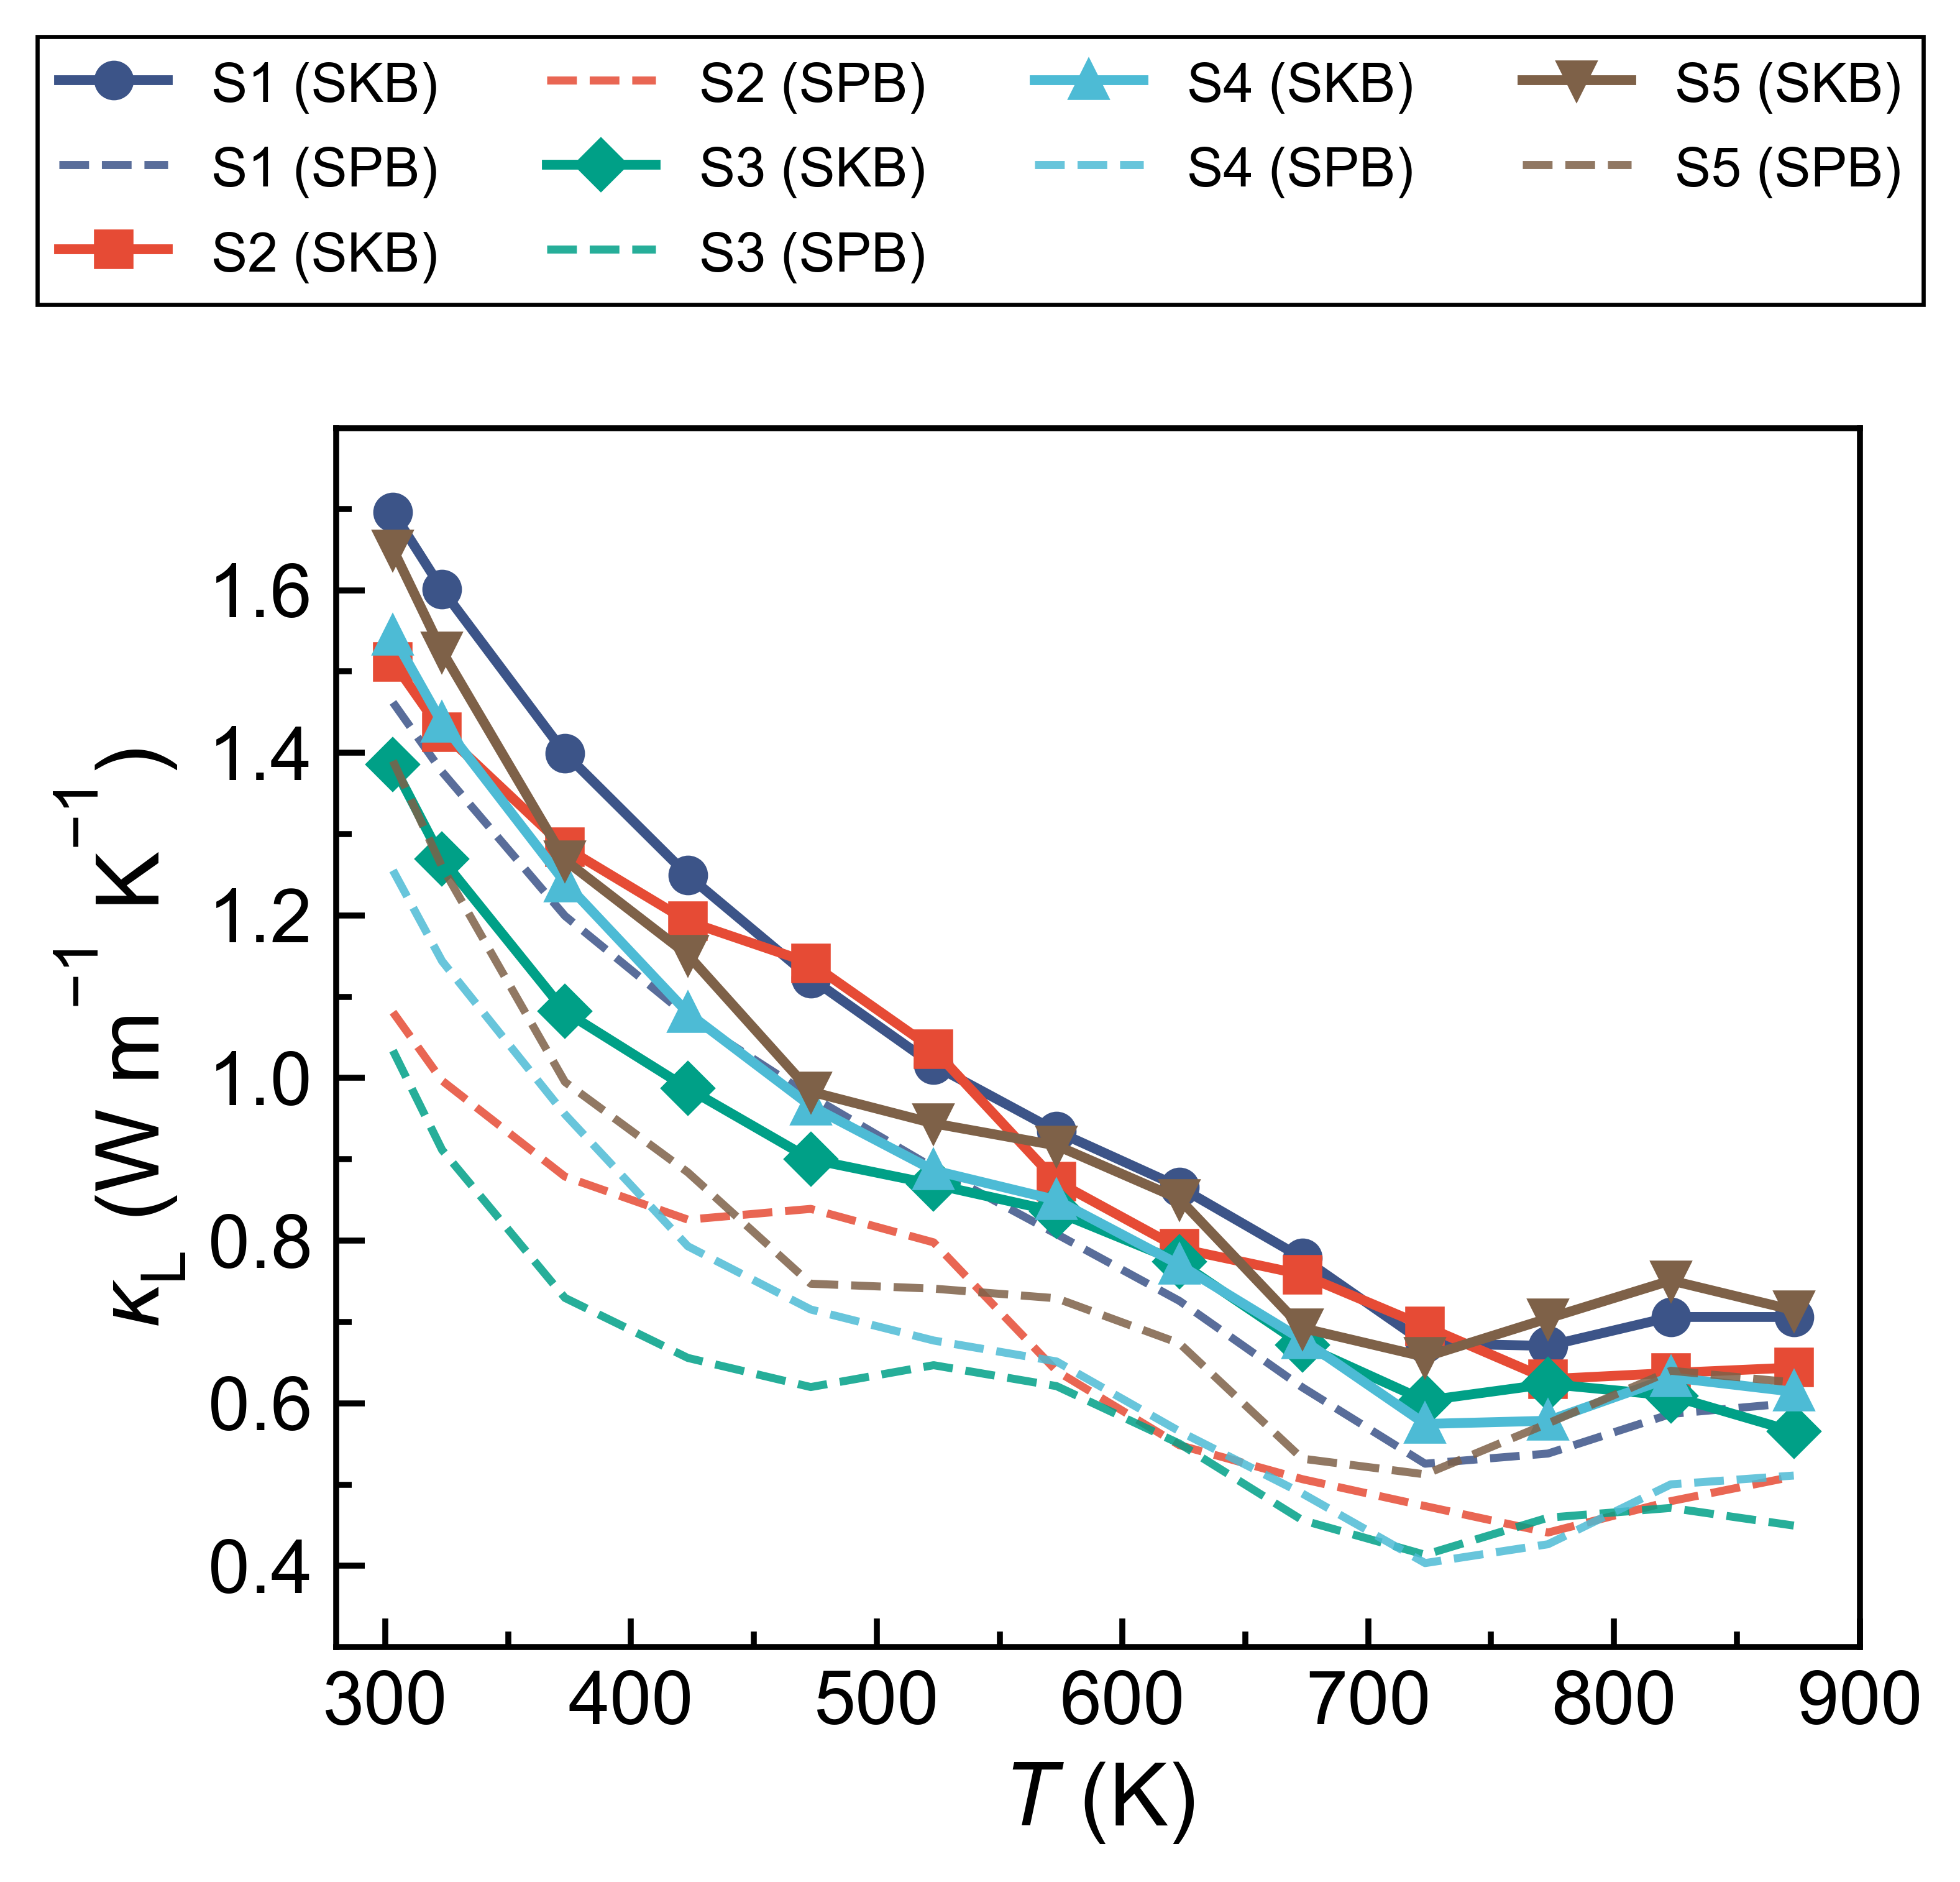 S1 (SKB) S2 (SPB) S4 (SKB) S5 (SKB)
S1 (SPB) S3 (SKB) S4 (SPB) S5 (SPB)
S2 (SKB) S3 (SPB)
1.6
1.4
1.2
1.0
0.8
0.6
0.4
κL (W m⁻¹ K⁻¹)
300 400 500 600 700 800 900
T (K)